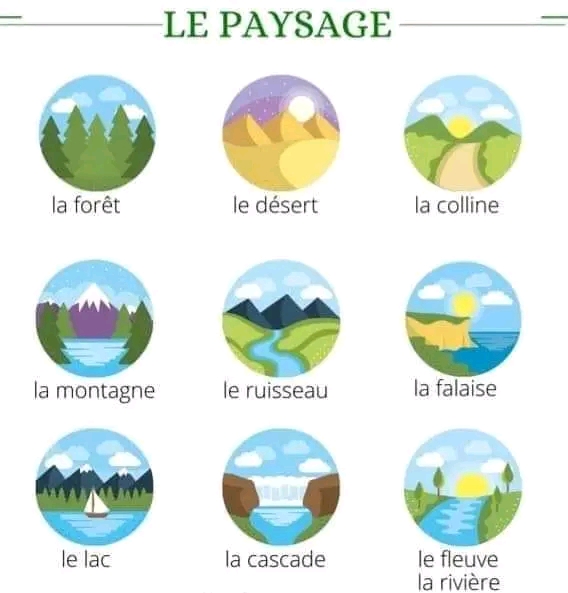 LE PAYSAGE
la forêt
le désert
la colline
la montagne
le ruisseau
la falaise
le lac
la cascade
le fleuve
la rivière